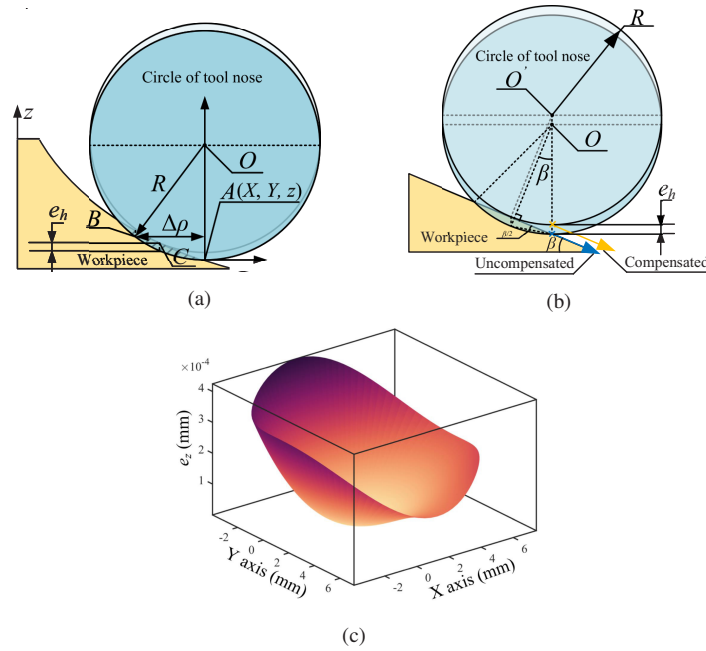 Circle of tool nose
z
O
R
A(X, Y, z)
e_h
B
Δρ
C
Workpiece
(a)
R
Circle of tool nose
O'
O
β
e_h
Workpiece
β/2
β
Uncompensated
Compensated
(b)
×10⁻⁴
4
3
2
1
e_z (mm)
-2
0
2
4
6
Y axis (mm)
-2
0
2
4
6
X axis (mm)
(c)